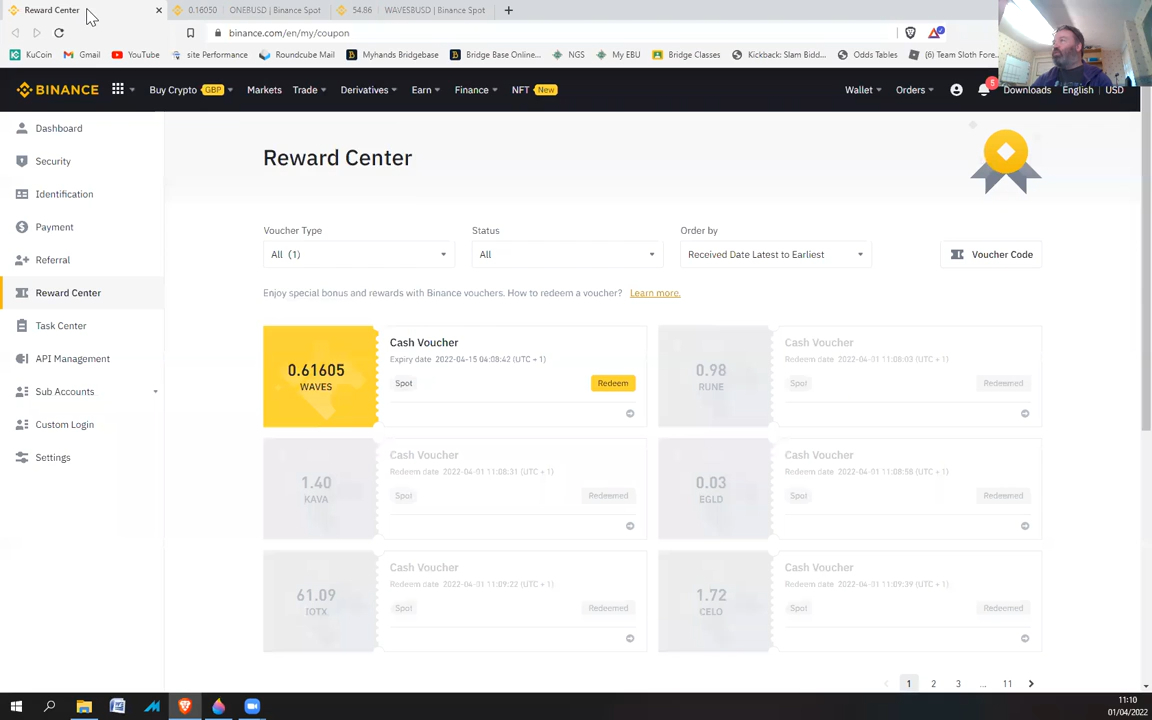 Reward Center
0.16050 ONEBUSD | Binance Spot
54.86 WAVESBUSD | Binance Spot
binance.com/en/my/coupon
KuCoin
Gmail
YouTube
site Performance
Roundcube Mail
Myhands Bridgebase
Bridge Base Online...
NGS
My EBU
Bridge Classes
Kickback: Slam Bidd...
Odds Tables
(6) Team Sloth Fore...
BINANCE
Buy Crypto GBP
Markets
Trade
Derivatives
Earn
Finance
NFT New
Wallet
Orders
5
Downloads
English
USD
Dashboard
Security
Identification
Payment
Referral
Reward Center
Task Center
API Management
Sub Accounts
Custom Login
Settings
Reward Center
Voucher Type
Status
Order by
All (1)
All
Received Date Latest to Earliest
Voucher Code
Enjoy special bonus and rewards with Binance vouchers. How to redeem a voucher? Learn more.
0.61605
WAVES
Cash Voucher
Expiry date 2022-04-15 04:08:42 (UTC + 1)
Spot
Redeem
0.98
RUNE
Cash Voucher
Redeem date 2022-04-01 11:08:03 (UTC + 1)
Spot
Redeemed
1.40
KAVA
Cash Voucher
Redeem date 2022-04-01 11:08:31 (UTC + 1)
Spot
Redeemed
0.03
EGLD
Cash Voucher
Redeem date 2022-04-01 11:08:58 (UTC + 1)
Spot
Redeemed
61.09
IOTX
Cash Voucher
Redeem date 2022-04-01 11:09:22 (UTC + 1)
Spot
Redeemed
1.72
CELO
Cash Voucher
Redeem date 2022-04-01 11:09:39 (UTC + 1)
Spot
Redeemed
1 2 3 ... 11
11:10
01/04/2022